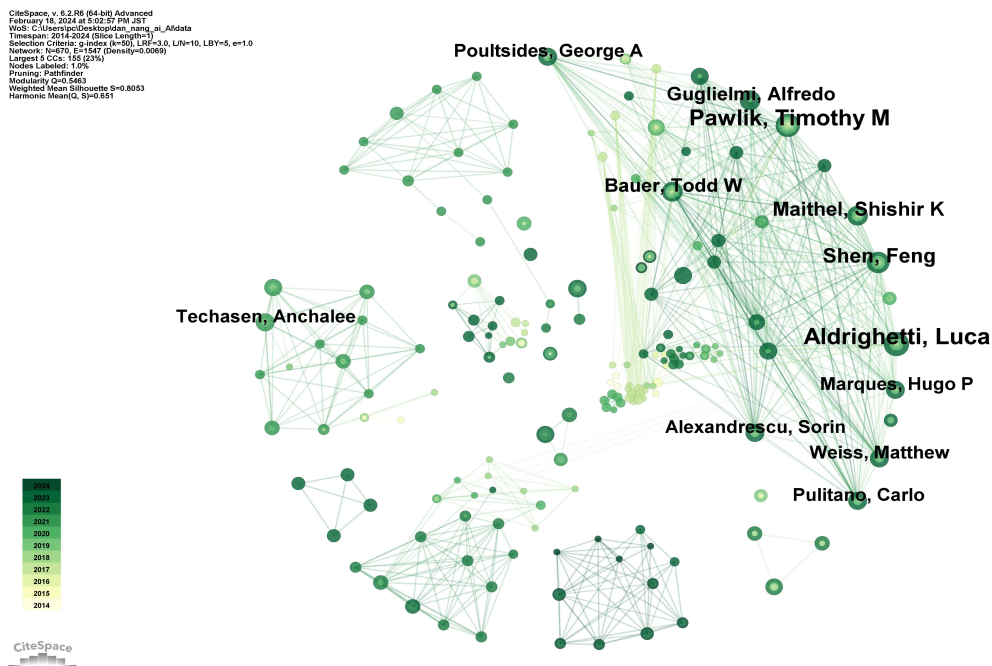 CiteSpace, v. 6.2.R6 (64-bit) Advanced
February 18, 2024 at 5:02:57 PM JST
WoS: C:\Users\pc\Desktop\dan_nang_ai_AI\data
Timespan: 2014-2024 (Slice Length=1)
Selection Criteria: g-index (k=50), LRF=3.0, L/N=10, LBY=5, e=1.0
Network: N=670, E=1547 (Density=0.0069)
Largest 5 CCs: 155 (23%)
Nodes Labeled: 1.0%
Pruning: Pathfinder
Modularity Q=0.5463
Weighted Mean Silhouette S=0.8053
Harmonic Mean(Q, S)=0.651
Poultsides, George A
Guglielmi, Alfredo
Pawlik, Timothy M
Bauer, Todd W
Maithel, Shishir K
Shen, Feng
Techasen, Anchalee
Aldrighetti, Luca
Marques, Hugo P
Alexandrescu, Sorin
Weiss, Matthew
Pulitano, Carlo
2024
2023
2022
2021
2020
2019
2018
2017
2016
2015
2014
CiteSpace